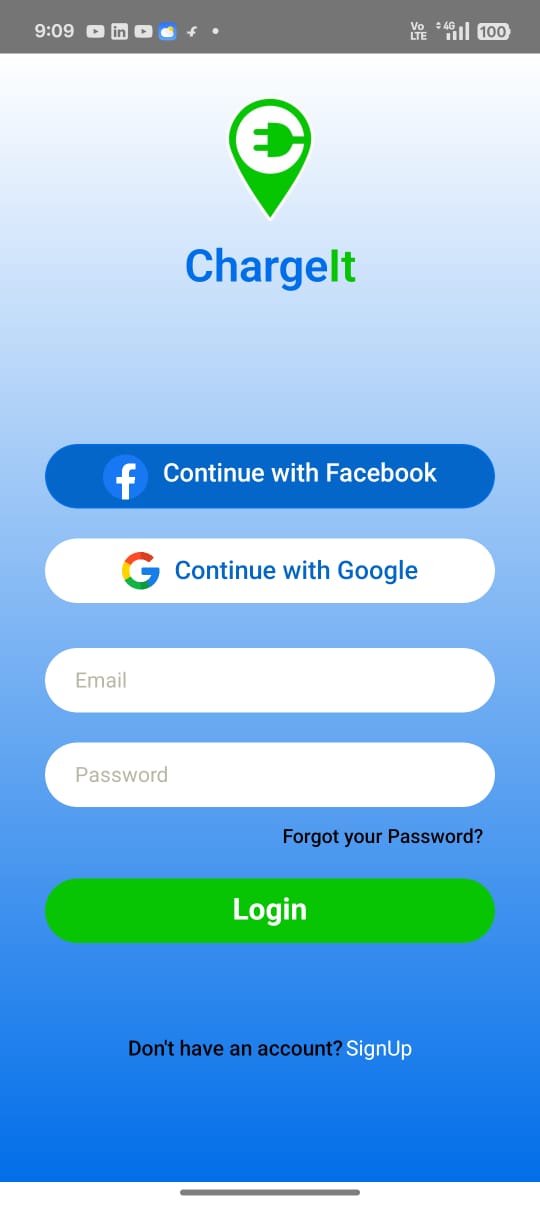 9:09
Vo
LTE
4G
100
ChargeIt
Continue with Facebook
Continue with Google
Email
Password
Forgot your Password?
Login
Don't have an account? SignUp